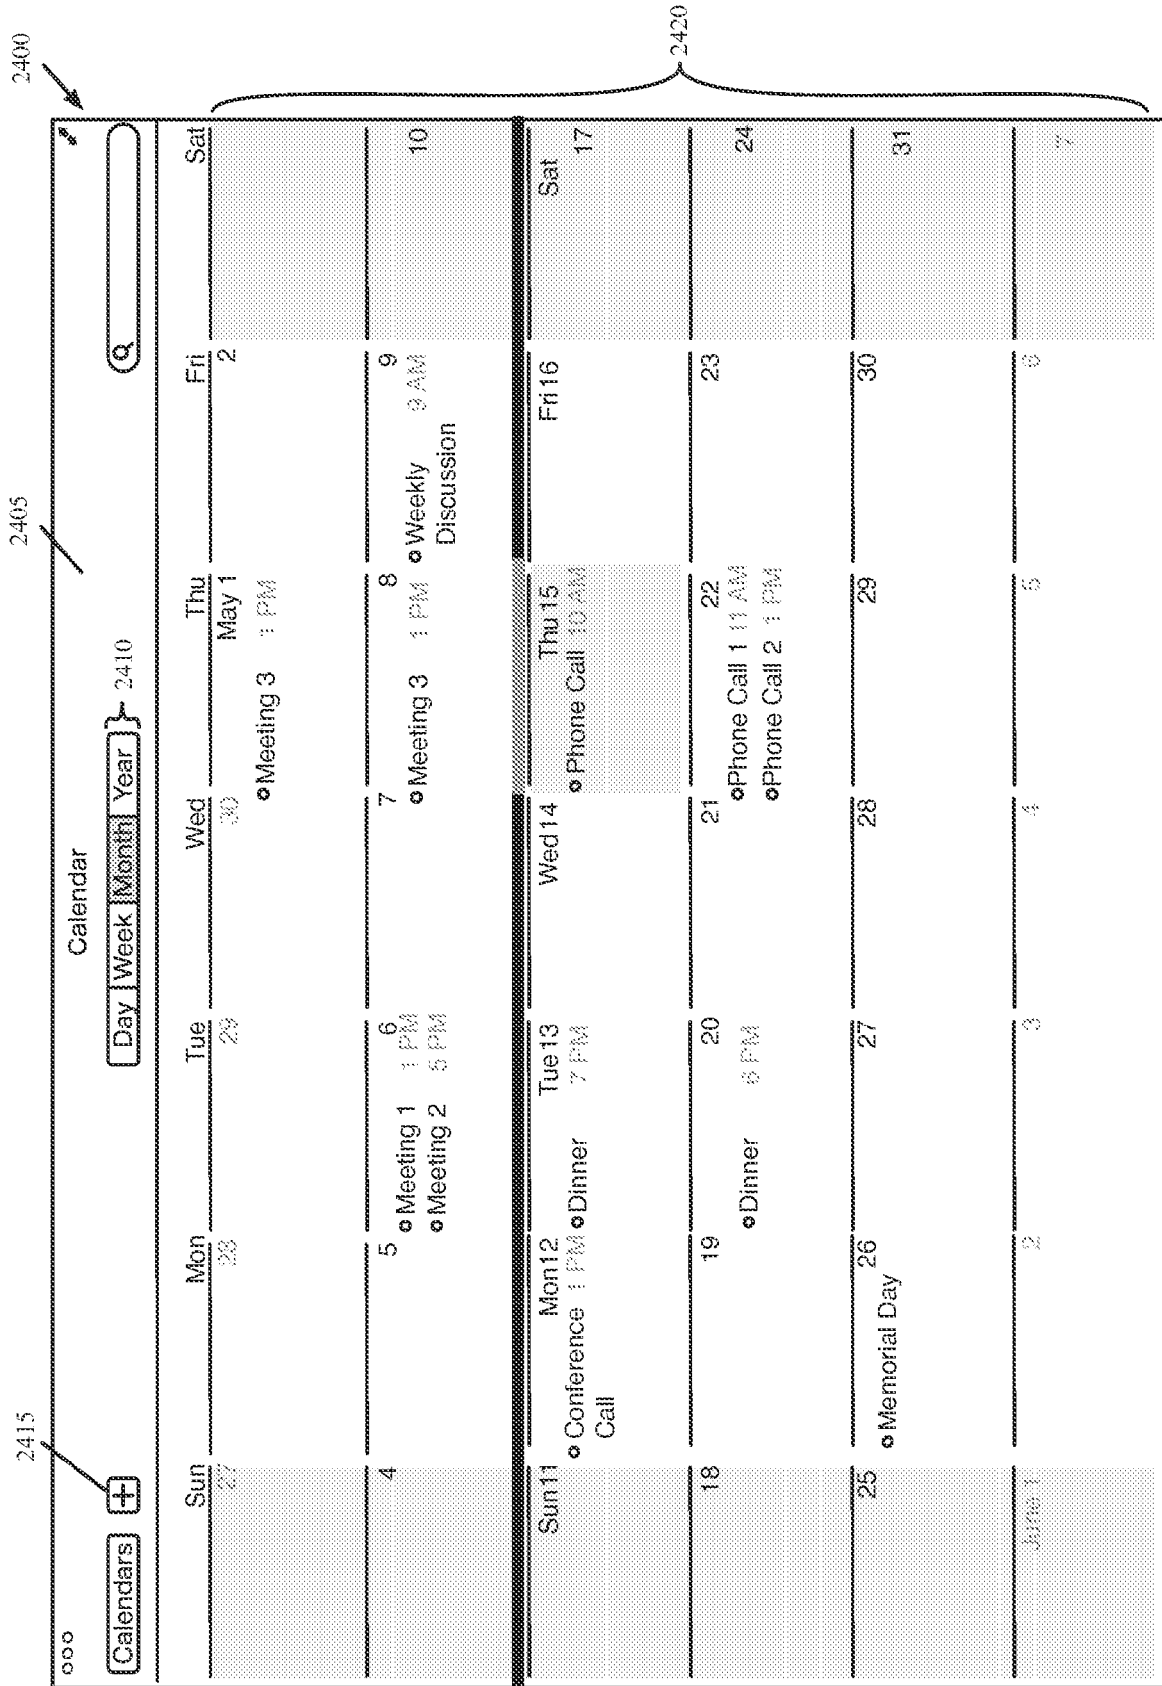 2400
2405
Calendar
2415
Calendars
+
Day Week Month Year
2410
Sun Mon Tue Wed Thu Fri Sat
27 28 29 30 May 1 2
Meeting 3 1 PM
4 5 6 7 8 9 10
Meeting 1 1 PM
Meeting 2 5 PM
Meeting 3 1 PM
Weekly 9 AM
Discussion
Sun 11 Mon 12 Tue 13 Wed 14 Thu 15 Fri 16 Sat
17
Conference 1 PM
Call
Dinner 7 PM
Phone Call 10 AM
18 19 20 21 22 23 24
Dinner 6 PM
Phone Call 1 11 AM
Phone Call 2 1 PM
25 26 27 28 29 30 31
Memorial Day
June 1 2 3 4 5 6 7
2420